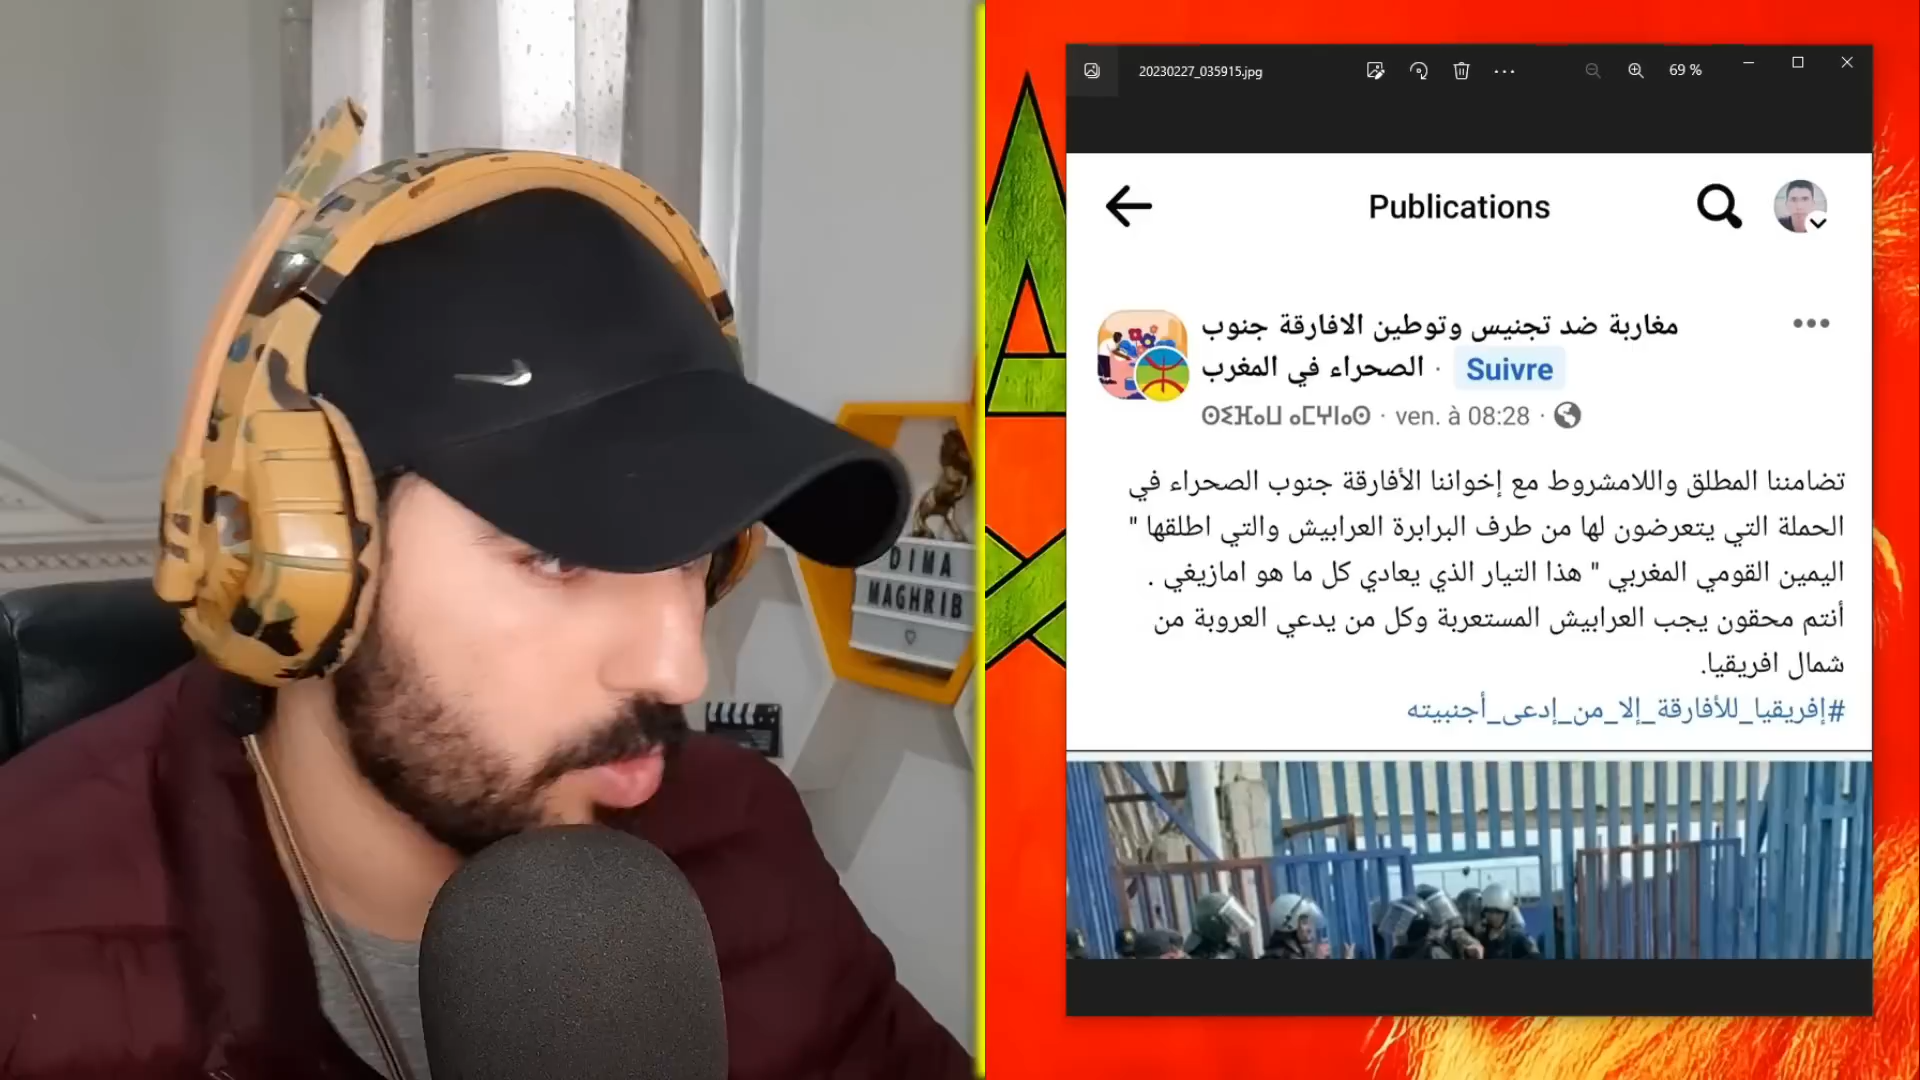 DIMA
MAGHRIB
20230227_035915.jpg
69 %
Publications
مغاربة ضد تجنيس وتوطين الافارقة جنوب
الصحراء في المغرب · Suivre
ⵙⵉⴼⴰⵡ ⴰⵎⵖⵏⴰⵙ · ven. à 08:28 ·
تضامننا المطلق واللامشروط مع إخواننا الأفارقة جنوب الصحراء في
الحملة التي يتعرضون لها من طرف البرابرة العرابيش والتي اطلقها "
اليمين القومي المغربي " هذا التيار الذي يعادي كل ما هو امازيغي .
أنتم محقون يجب العرابيش المستعربة وكل من يدعي العروبة من
شمال افريقيا.
#إفريقيا_للأفارقة_إلا_من_إدعى_أجنبيته